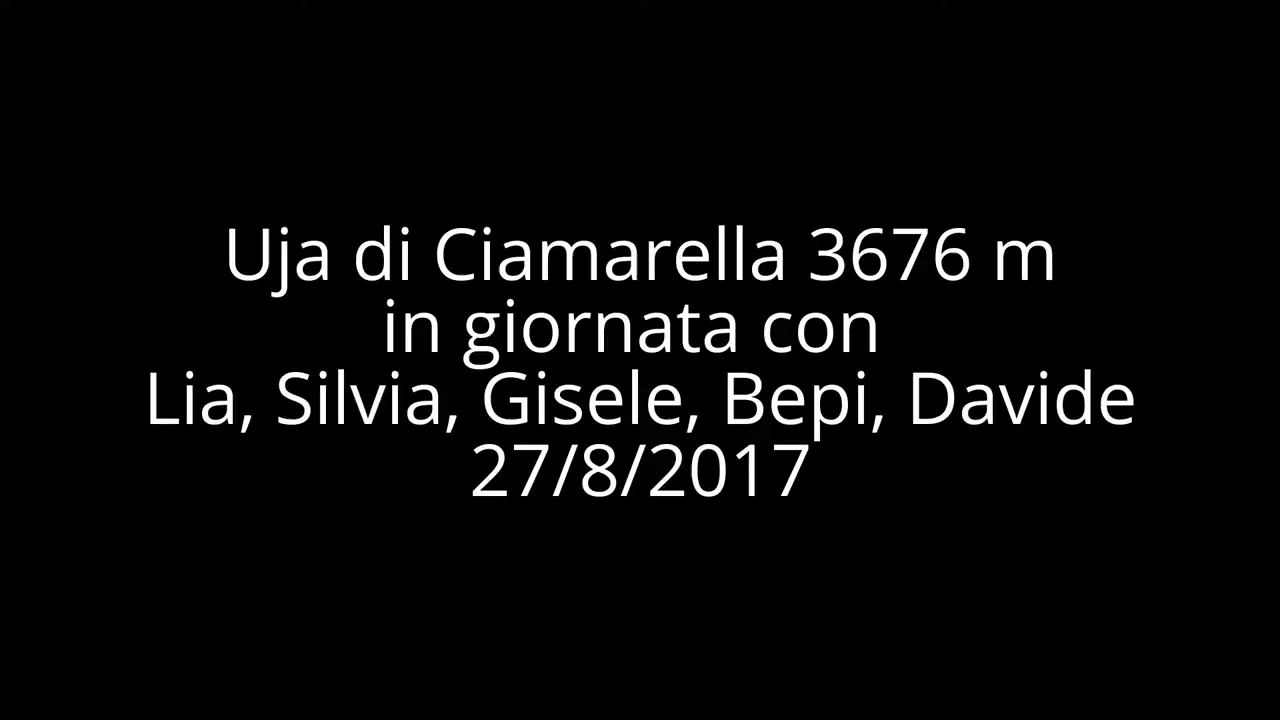 Uja di Ciamarella 3676 m
in giornata con
Lia, Silvia, Gisele, Bepi, Davide
27/8/2017